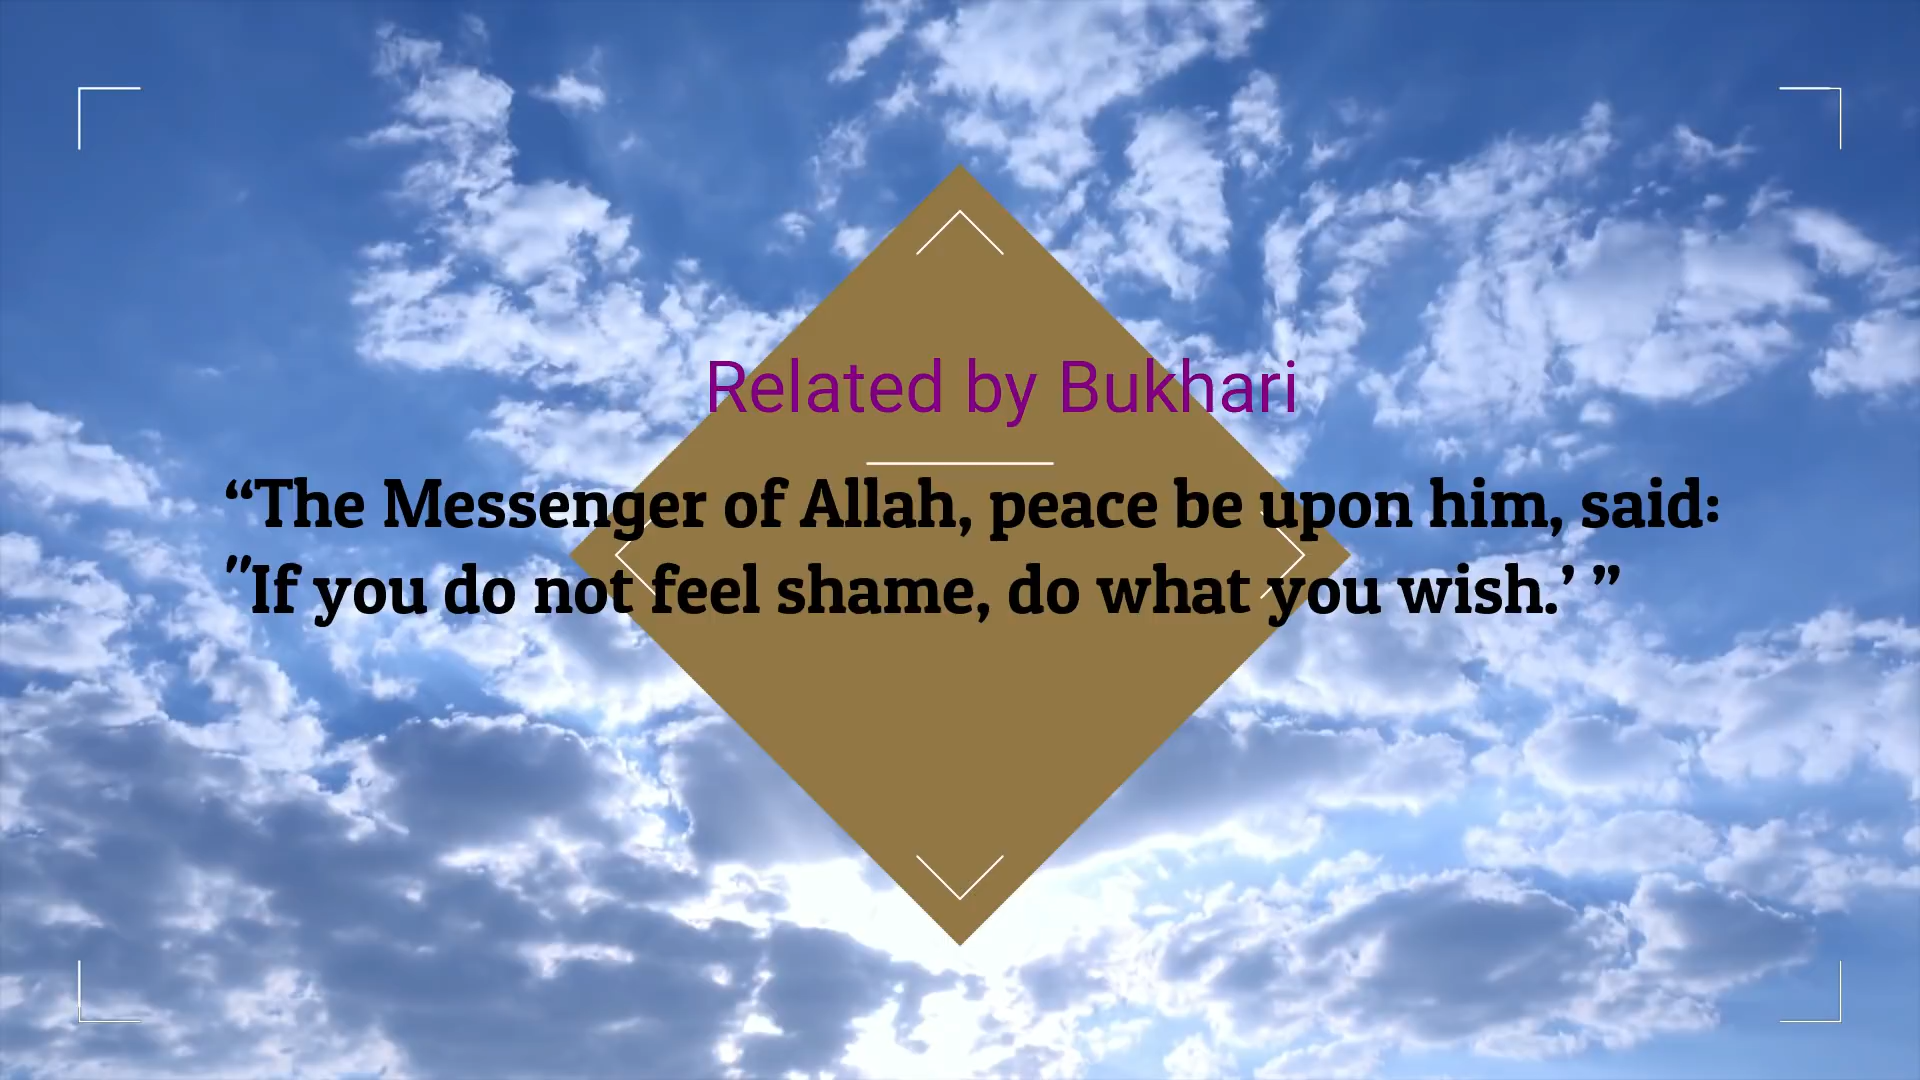 Related by Bukhari
“The Messenger of Allah, peace be upon him, said:
"If you do not feel shame, do what you wish.’ ”